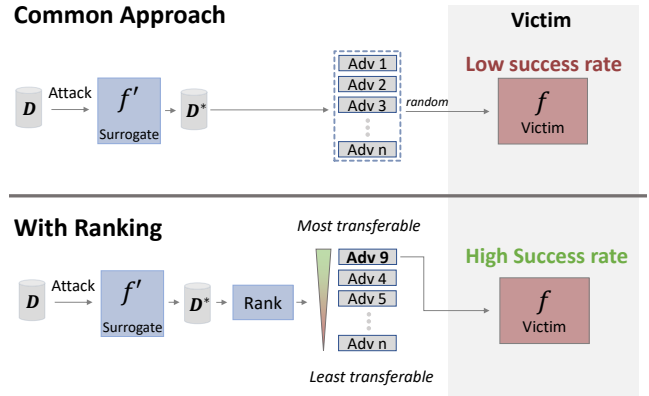 Common Approach
Victim
Low success rate
D
Attack
f′
Surrogate
D*
Adv 1
Adv 2
Adv 3
Adv n
random
f
Victim
With Ranking
Most transferable
High Success rate
D
Attack
f′
Surrogate
D*
Rank
Adv 9
Adv 4
Adv 5
Adv n
f
Victim
Least transferable